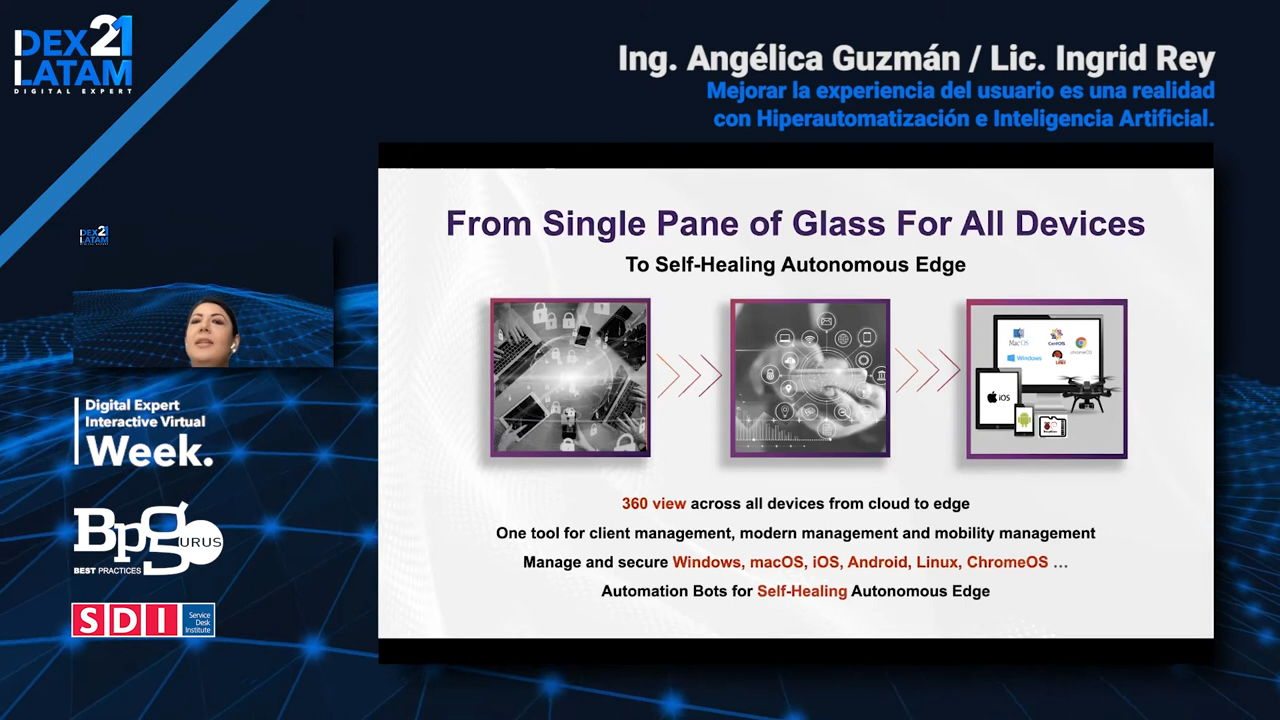 DEX21
LATAM
DIGITAL EXPERT
Ing. Angélica Guzmán / Lic. Ingrid Rey
Mejorar la experiencia del usuario es una realidad
con Hiperautomatización e Inteligencia Artificial.
DEX21
LATAM
Digital Expert
Interactive Virtual
Week.
Bpg
GURUS
BEST PRACTICES
SDI
Service
Desk
Institute
From Single Pane of Glass For All Devices
To Self-Healing Autonomous Edge
MacOS
CentOS
chromeOS
Windows
iOS
360 view across all devices from cloud to edge
One tool for client management, modern management and mobility management
Manage and secure Windows, macOS, iOS, Android, Linux, ChromeOS ...
Automation Bots for Self-Healing Autonomous Edge